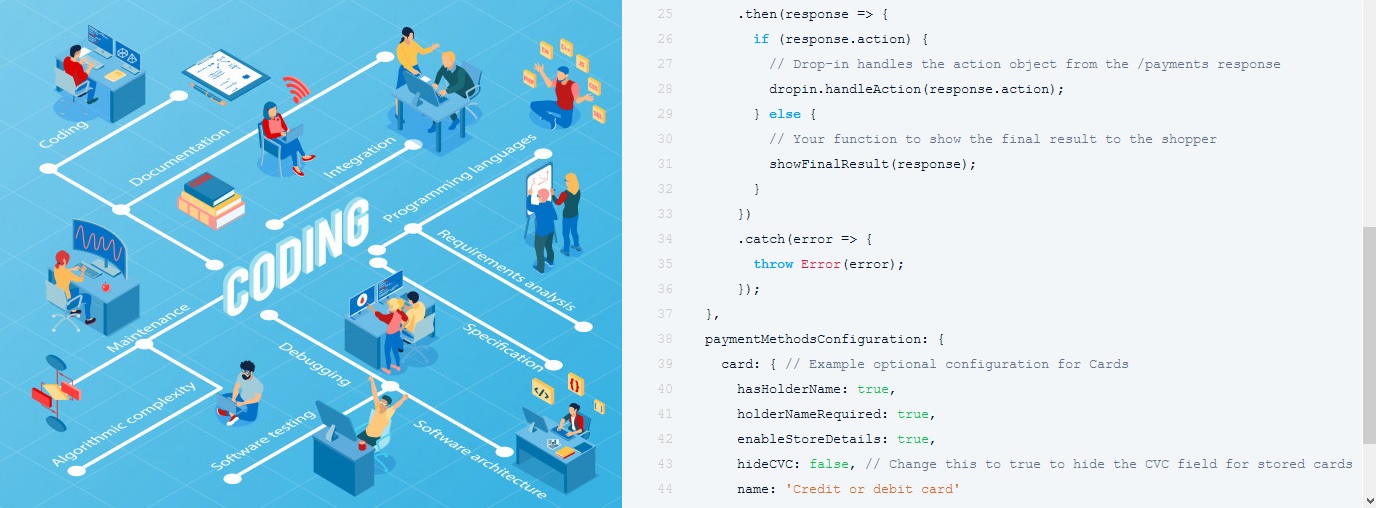 Coding
Documentation
Integration
Programming languages
CODING
Requirements analysis
Maintenance
Specification
Debugging
Algorithmic complexity
Software testing
Software architecture
</>
{}
25 .then(response => {
26 if (response.action) {
27 // Drop-in handles the action object from the /payments response
28 dropin.handleAction(response.action);
29 } else {
30 // Your function to show the final result to the shopper
31 showFinalResult(response);
32 }
33 })
34 .catch(error => {
35 throw Error(error);
36 });
37 },
38 paymentMethodsConfiguration: {
39 card: { // Example optional configuration for Cards
40 hasHolderName: true,
41 holderNameRequired: true,
42 enableStoreDetails: true,
43 hideCVC: false, // Change this to true to hide the CVC field for stored cards
44 name: 'Credit or debit card'